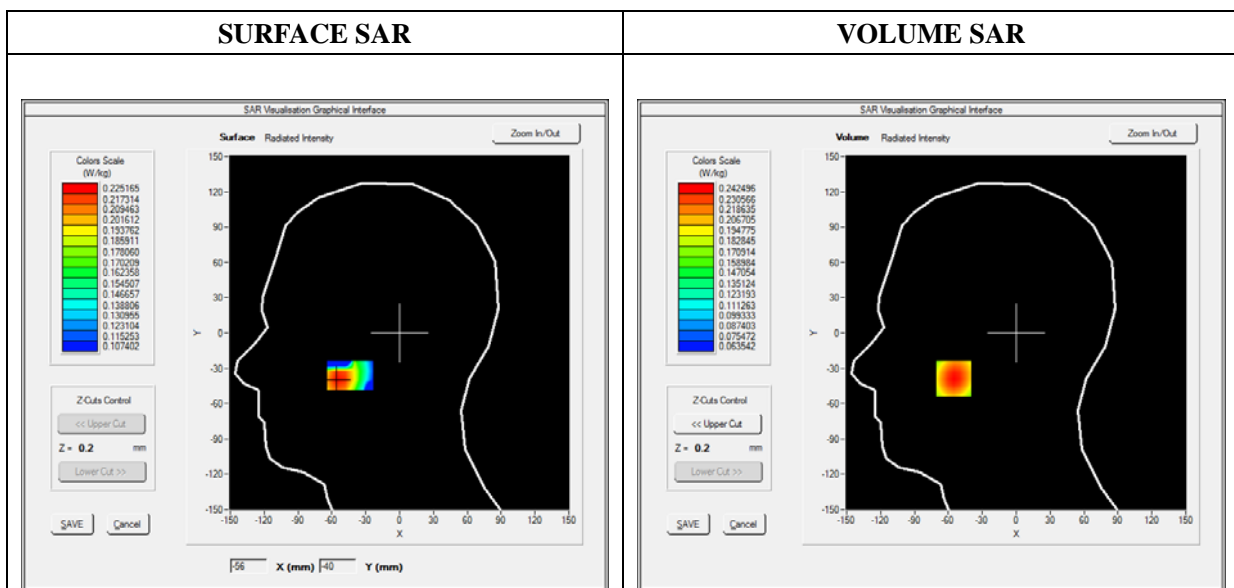 SURFACE SAR
VOLUME SAR
SAR Visualisation Graphical Interface
Surface Radiated Intensity
Zoom In/Out
Colors Scale
(W/kg)
0.225165
0.217314
0.209463
0.201612
0.193762
0.185911
0.178060
0.170209
0.162358
0.154507
0.146657
0.138806
0.130955
0.123104
0.115253
0.107402
150
120
90
60
30
0
-30
-60
-90
-120
-150
Y
-150 -120 -90 -60 -30 0 30 60 90 120 150
X
Z-Cuts Control
<< Upper Cut
Z = 0.2 mm
Lower Cut >>
SAVE Cancel
-56 X (mm) -40 Y (mm)
SAR Visualisation Graphical Interface
Volume Radiated Intensity
Zoom In/Out
Colors Scale
(W/kg)
0.242496
0.230566
0.218635
0.206705
0.194775
0.182845
0.170914
0.158984
0.147054
0.135124
0.123193
0.111263
0.099333
0.087403
0.075472
0.063542
150
120
90
60
30
0
-30
-60
-90
-120
-150
Y
-150 -120 -90 -60 -30 0 30 60 90 120 150
X
Z-Cuts Control
<< Upper Cut
Z = 0.2 mm
Lower Cut >>
SAVE Cancel